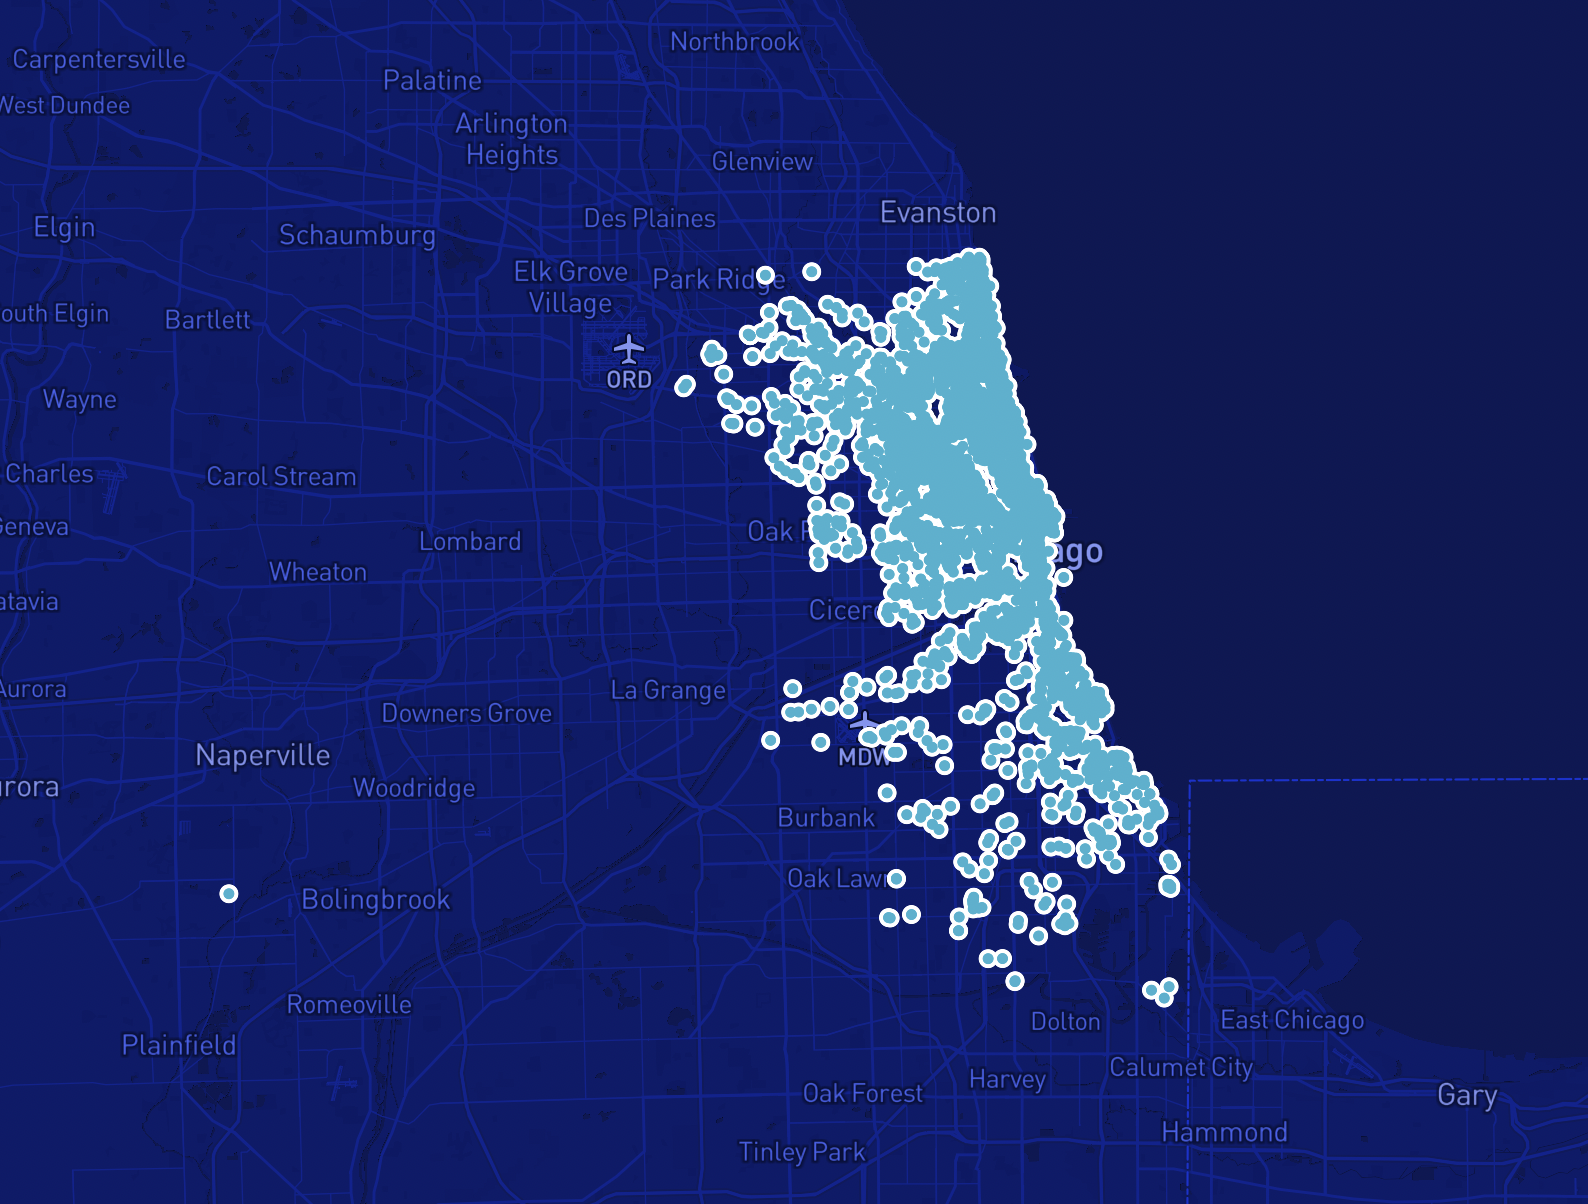 Northbrook
Carpentersville
Palatine
West Dundee
Arlington
Heights
Glenview
Evanston
Des Plaines
Elgin
Schaumburg
Elk Grove
Village
Park Ridge
outh Elgin
Bartlett
ORD
Wayne
Charles
Carol Stream
Geneva
Lombard
Oak
ago
Wheaton
atavia
Cicero
Aurora
La Grange
Downers Grove
Naperville
MDW
urora
Woodridge
Burbank
Oak Lawn
Bolingbrook
Romeoville
Plainfield
Dolton
East Chicago
Calumet City
Harvey
Oak Forest
Gary
Hammond
Tinley Park